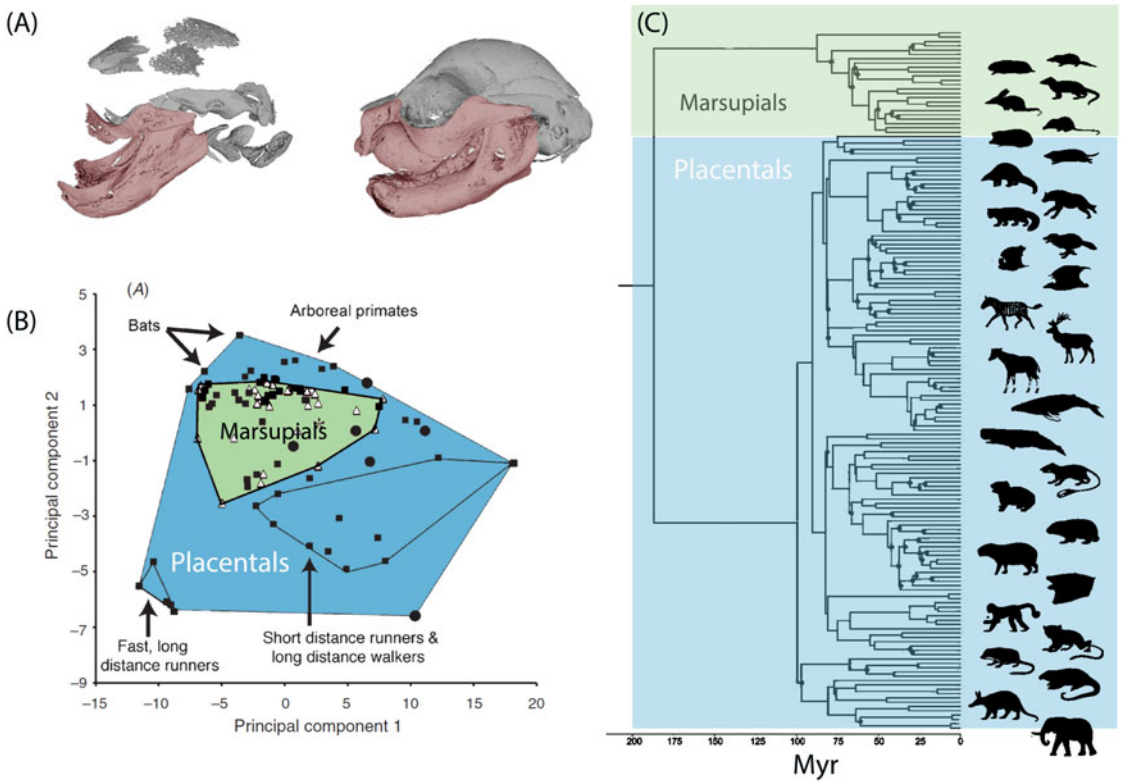 (A)
(B)
(A)
5
3
1
−1
−3
−5
−7
−9
Principal component 2
Bats
Arboreal primates
Marsupials
Placentals
Fast, long
distance runners
Short distance runners &
long distance walkers
−15
−10
−5
0
5
10
15
20
Principal component 1
(C)
Marsupials
Placentals
200
175
150
125
100
75
50
25
0
Myr